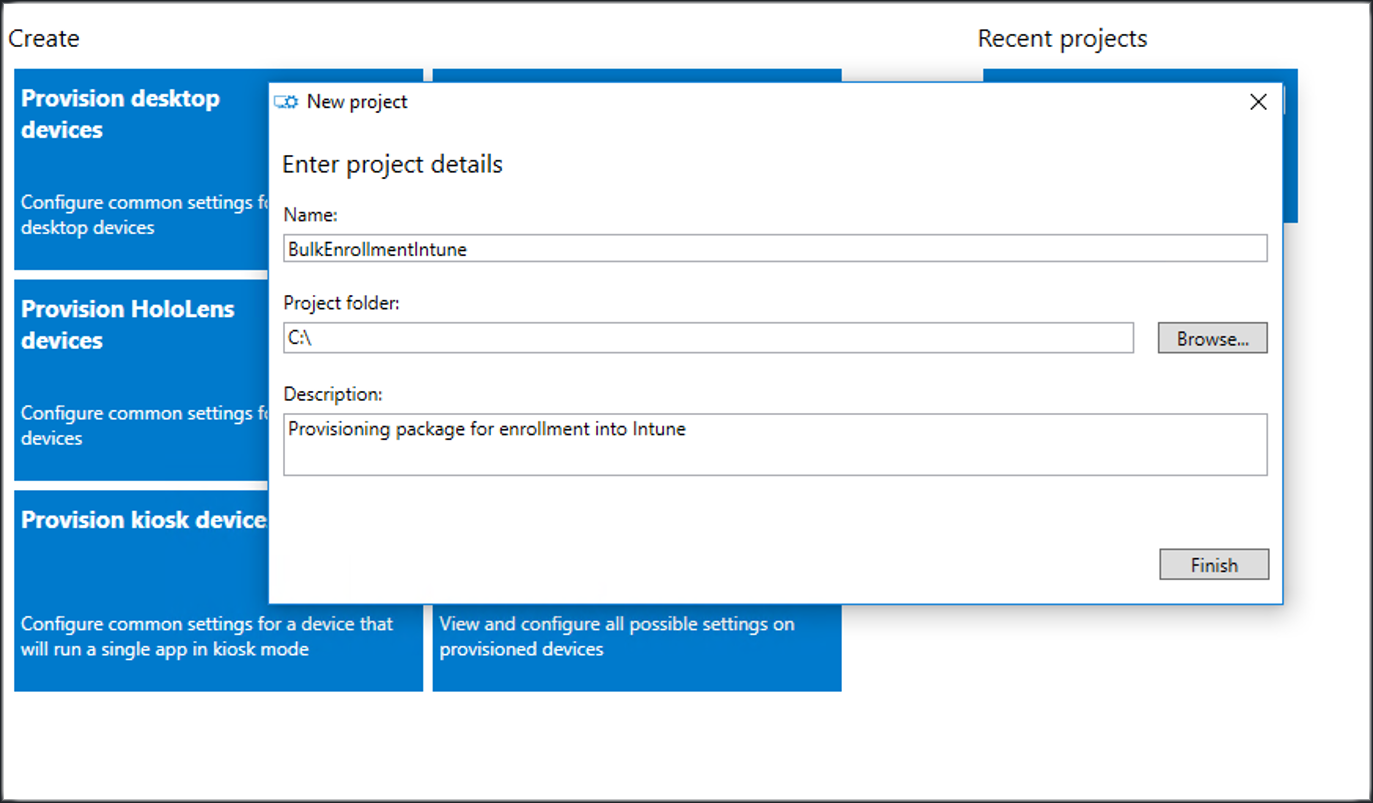 Create
Recent projects
Provision desktop
devices
Configure common settings fo
desktop devices
Provision HoloLens
devices
Configure common settings fo
devices
Provision kiosk device
Configure common settings for a device that
will run a single app in kiosk mode
View and configure all possible settings on
provisioned devices
New project
Enter project details
Name:
BulkEnrollmentIntune
Project folder:
C:\
Browse...
Description:
Provisioning package for enrollment into Intune
Finish